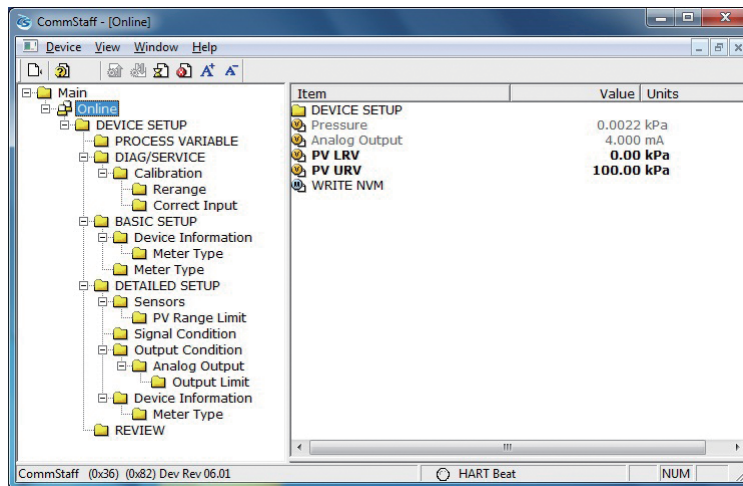 CommStaff - [Online]
Device View Window Help
Main
Online
DEVICE SETUP
PROCESS VARIABLE
DIAG/SERVICE
Calibration
Rerange
Correct Input
BASIC SETUP
Device Information
Meter Type
Meter Type
DETAILED SETUP
Sensors
PV Range Limit
Signal Condition
Output Condition
Analog Output
Output Limit
Device Information
Meter Type
REVIEW
Item Value Units
DEVICE SETUP
Pressure 0.0022 kPa
Analog Output 4.000 mA
PV LRV 0.00 kPa
PV URV 100.00 kPa
WRITE NVM
CommStaff (0x36) (0x82) Dev Rev 06.01 HART Beat NUM